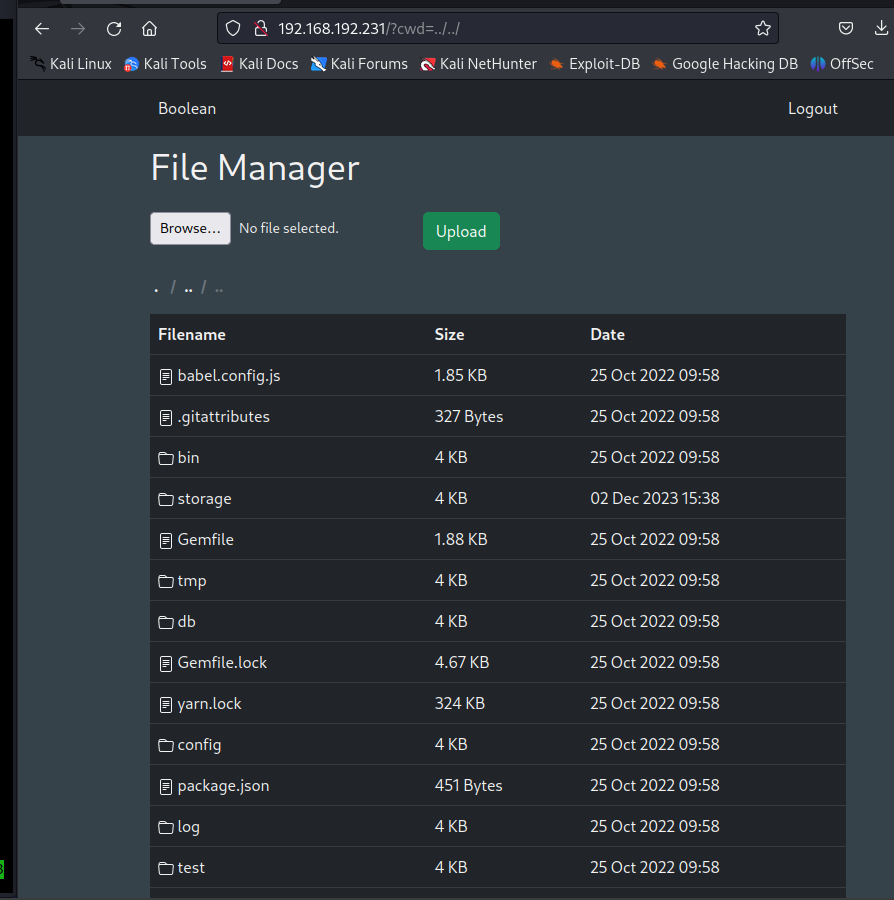 192.168.192.231/?cwd=../../
Kali Linux Kali Tools Kali Docs Kali Forums Kali NetHunter Exploit-DB Google Hacking DB OffSec
Boolean Logout
File Manager
Browse... No file selected. Upload
. / .. / ..
Filename Size Date
babel.config.js 1.85 KB 25 Oct 2022 09:58
.gitattributes 327 Bytes 25 Oct 2022 09:58
bin 4 KB 25 Oct 2022 09:58
storage 4 KB 02 Dec 2023 15:38
Gemfile 1.88 KB 25 Oct 2022 09:58
tmp 4 KB 25 Oct 2022 09:58
db 4 KB 25 Oct 2022 09:58
Gemfile.lock 4.67 KB 25 Oct 2022 09:58
yarn.lock 324 KB 25 Oct 2022 09:58
config 4 KB 25 Oct 2022 09:58
package.json 451 Bytes 25 Oct 2022 09:58
log 4 KB 25 Oct 2022 09:58
test 4 KB 25 Oct 2022 09:58